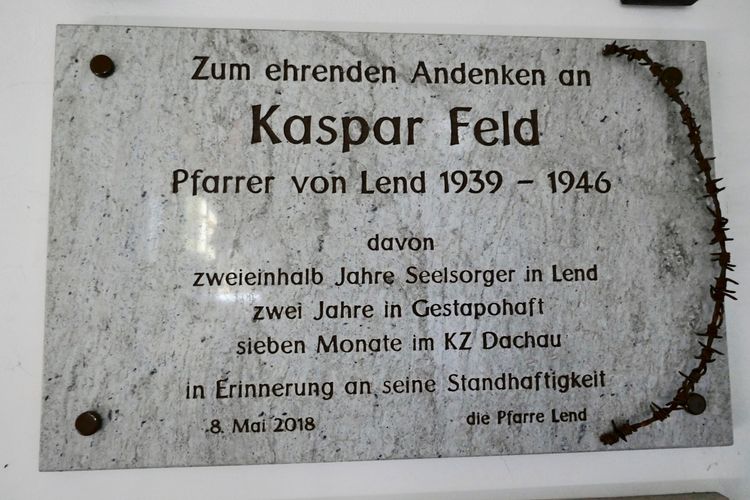 Zum ehrenden Andenken an
Kaspar Feld
Pfarrer von Lend 1939 – 1946
davon
zweieinhalb Jahre Seelsorger in Lend
zwei Jahre in Gestapohaft
sieben Monate im KZ Dachau
in Erinnerung an seine Standhaftigkeit
8. Mai 2018 die Pfarre Lend